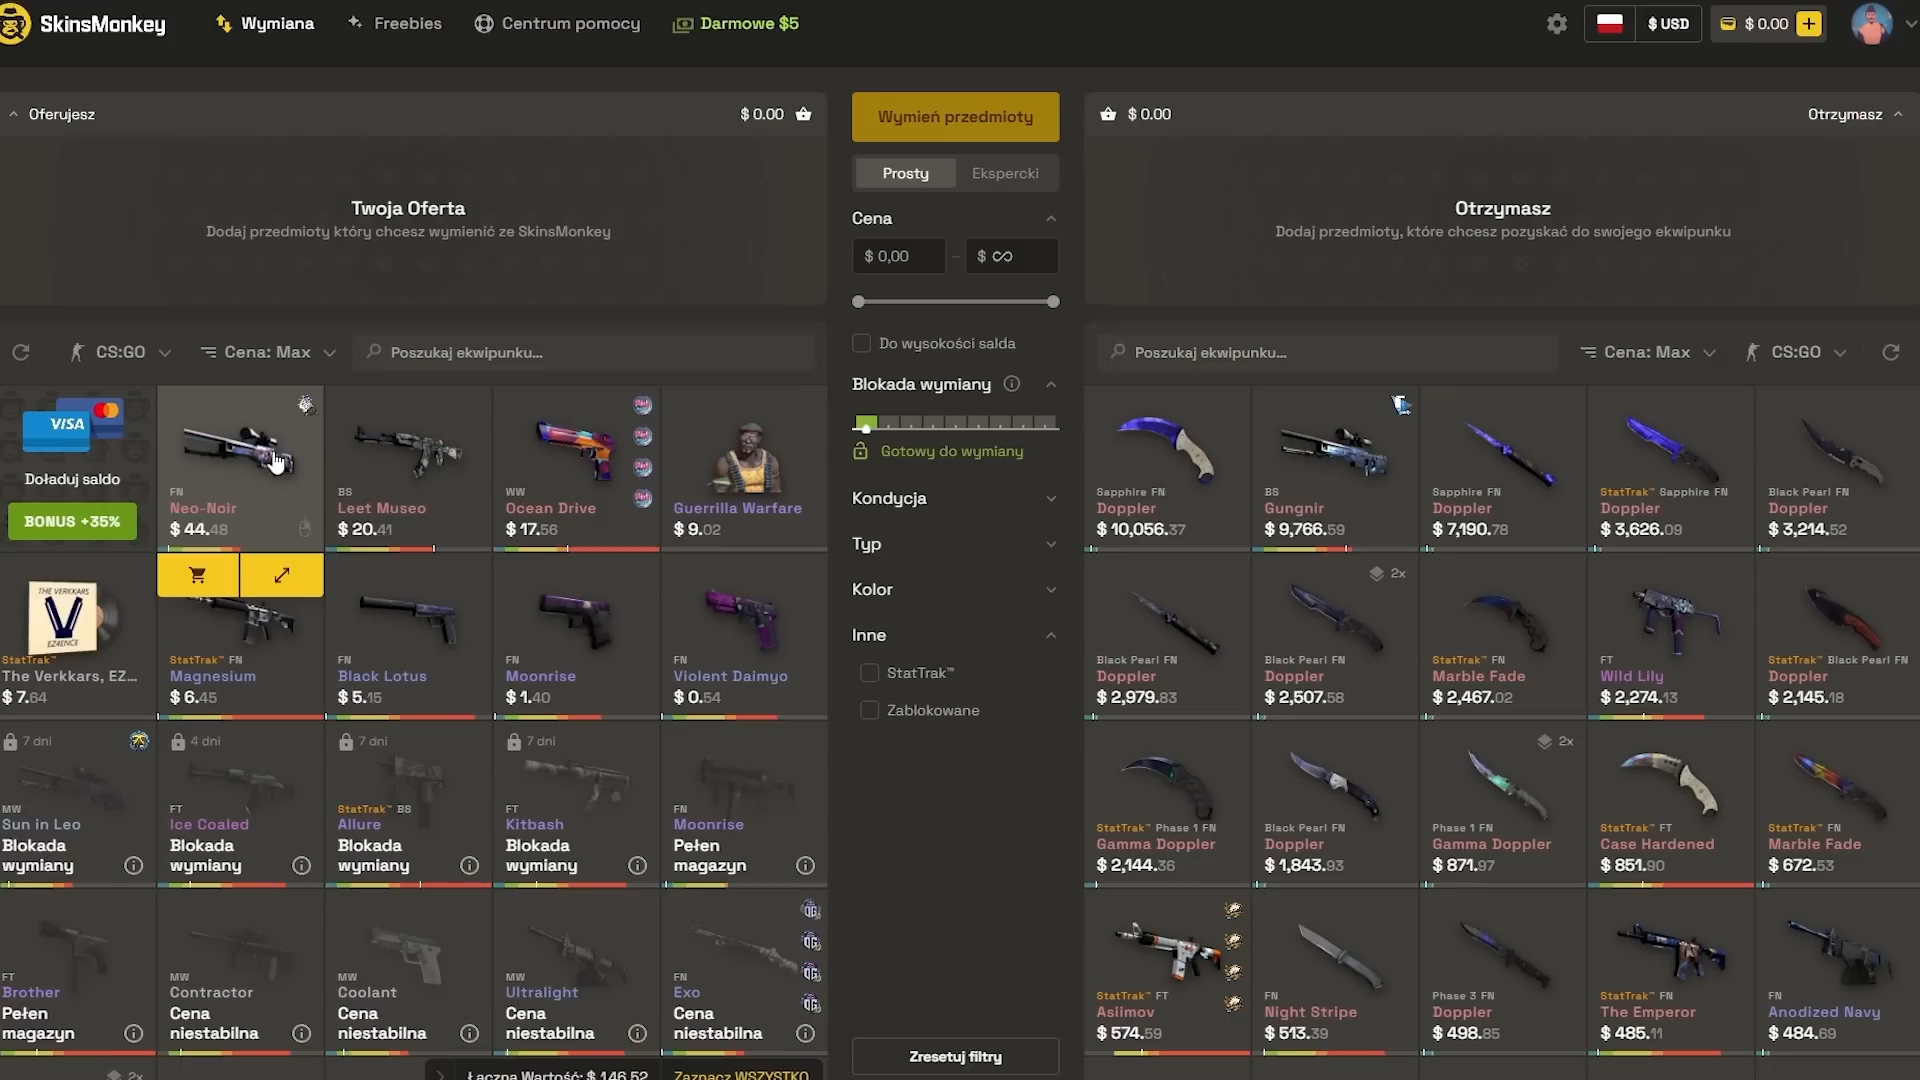 SkinsMonkey
Wymiana
Freebies
Centrum pomocy
Darmowe $5
$ USD
$ 0.00
Oferujesz
$ 0.00
Twoja Oferta
Dodaj przedmioty który chcesz wymienić ze SkinsMonkey
Wymień przedmioty
Prosty
Ekspercki
Cena
$ 0,00
–
$ ∞
Do wysokości salda
Blokada wymiany
Gotowy do wymiany
Kondycja
Typ
Kolor
Inne
StatTrak™
Zablokowane
Zresetuj filtry
$ 0.00
Otrzymasz
Otrzymasz
Dodaj przedmioty, które chcesz pozyskać do swojego ekwipunku
CS:GO
Cena: Max
Poszukaj ekwipunku...
VISA
Doładuj saldo
BONUS +35%
FN
Neo-Noir
$ 44.48
BS
Leet Museo
$ 20.41
WW
Ocean Drive
$ 17.56
Guerrilla Warfare
$ 9.02
THE VERKKARS
EZ4ENCE
StatTrak™
The Verkkars, EZ...
$ 7.64
StatTrak™ FN
Magnesium
$ 6.45
FN
Black Lotus
$ 5.15
FN
Moonrise
$ 1.40
FN
Violent Daimyo
$ 0.54
7 dni
MW
Sun in Leo
Blokada
wymiany
4 dni
FT
Ice Coaled
Blokada
wymiany
7 dni
StatTrak™ BS
Allure
Blokada
wymiany
7 dni
FT
Kitbash
Blokada
wymiany
FN
Moonrise
Pełen
magazyn
FT
Brother
Pełen
magazyn
MW
Contractor
Cena
niestabilna
MW
Coolant
Cena
niestabilna
MW
Ultralight
Cena
niestabilna
FN
Exo
Cena
niestabilna
2x
Łączna Wartość: $ 146.52
Zaznacz WSZYSTKO
Poszukaj ekwipunku...
Cena: Max
CS:GO
Sapphire FN
Doppler
$ 10,056.37
BS
Gungnir
$ 9,766.59
Sapphire FN
Doppler
$ 7,190.78
StatTrak™ Sapphire FN
Doppler
$ 3,626.09
Black Pearl FN
Doppler
$ 3,214.52
Black Pearl FN
Doppler
$ 2,979.83
2x
Black Pearl FN
Doppler
$ 2,507.58
StatTrak™ FN
Marble Fade
$ 2,467.02
FT
Wild Lily
$ 2,274.13
StatTrak™ Black Pearl FN
Doppler
$ 2,145.18
StatTrak™ Phase 1 FN
Gamma Doppler
$ 2,144.36
Black Pearl FN
Doppler
$ 1,843.93
2x
Phase 1 FN
Gamma Doppler
$ 871.97
StatTrak™ FT
Case Hardened
$ 851.90
StatTrak™ FN
Marble Fade
$ 672.53
StatTrak™ FT
Asiimov
$ 574.59
FN
Night Stripe
$ 513.39
Phase 3 FN
Doppler
$ 498.85
StatTrak™ FN
The Emperor
$ 485.11
FN
Anodized Navy
$ 484.69